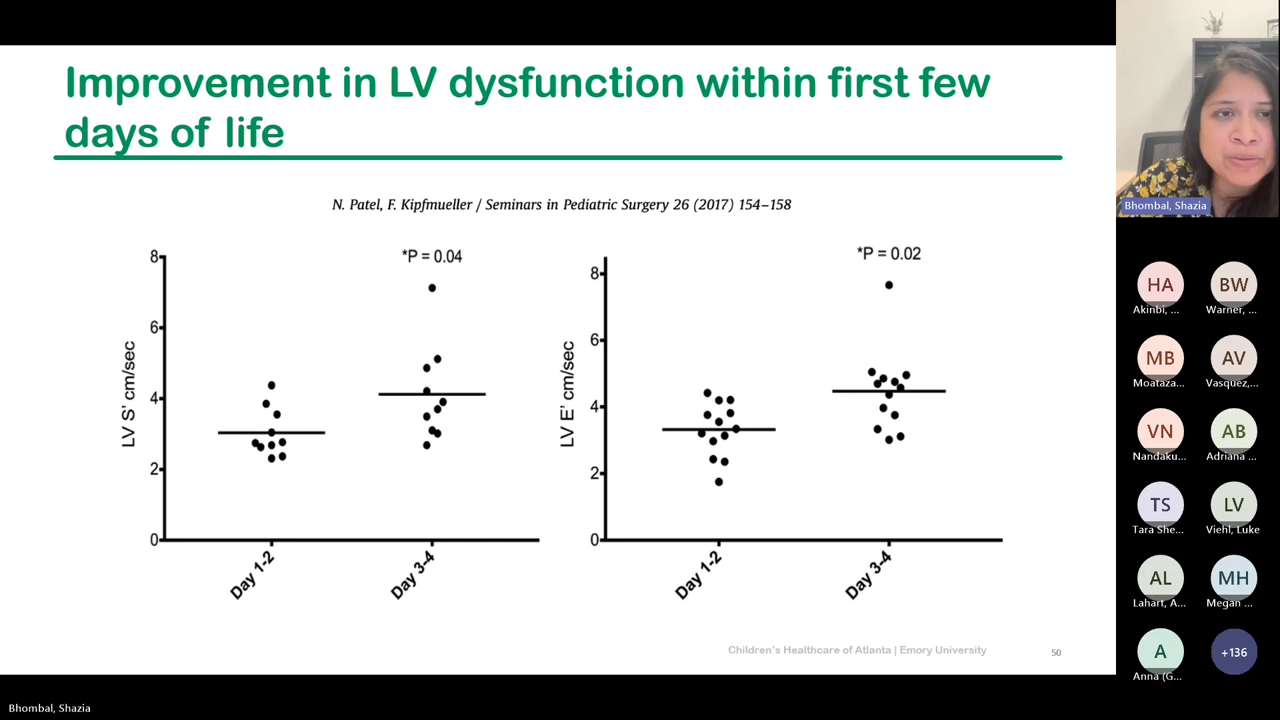 Improvement in LV dysfunction within first few
days of life
N. Patel, F. Kipfmueller / Seminars in Pediatric Surgery 26 (2017) 154–158
*P = 0.04
8
6
4
2
0
LV S' cm/sec
Day 1-2
Day 3-4
*P = 0.02
8
6
4
2
0
LV E' cm/sec
Day 1-2
Day 3-4
Children's Healthcare of Atlanta | Emory University
50
Bhombal, Shazia
HA
Akinbi, ...
BW
Warner, ...
MB
Moataza...
AV
Vasquez,...
VN
Nandaku...
AB
Adriana ...
TS
Tara She...
LV
Viehl, Luke
AL
Lahart, A...
MH
Megan ...
A
Anna (G...
+136
Bhombal, Shazia